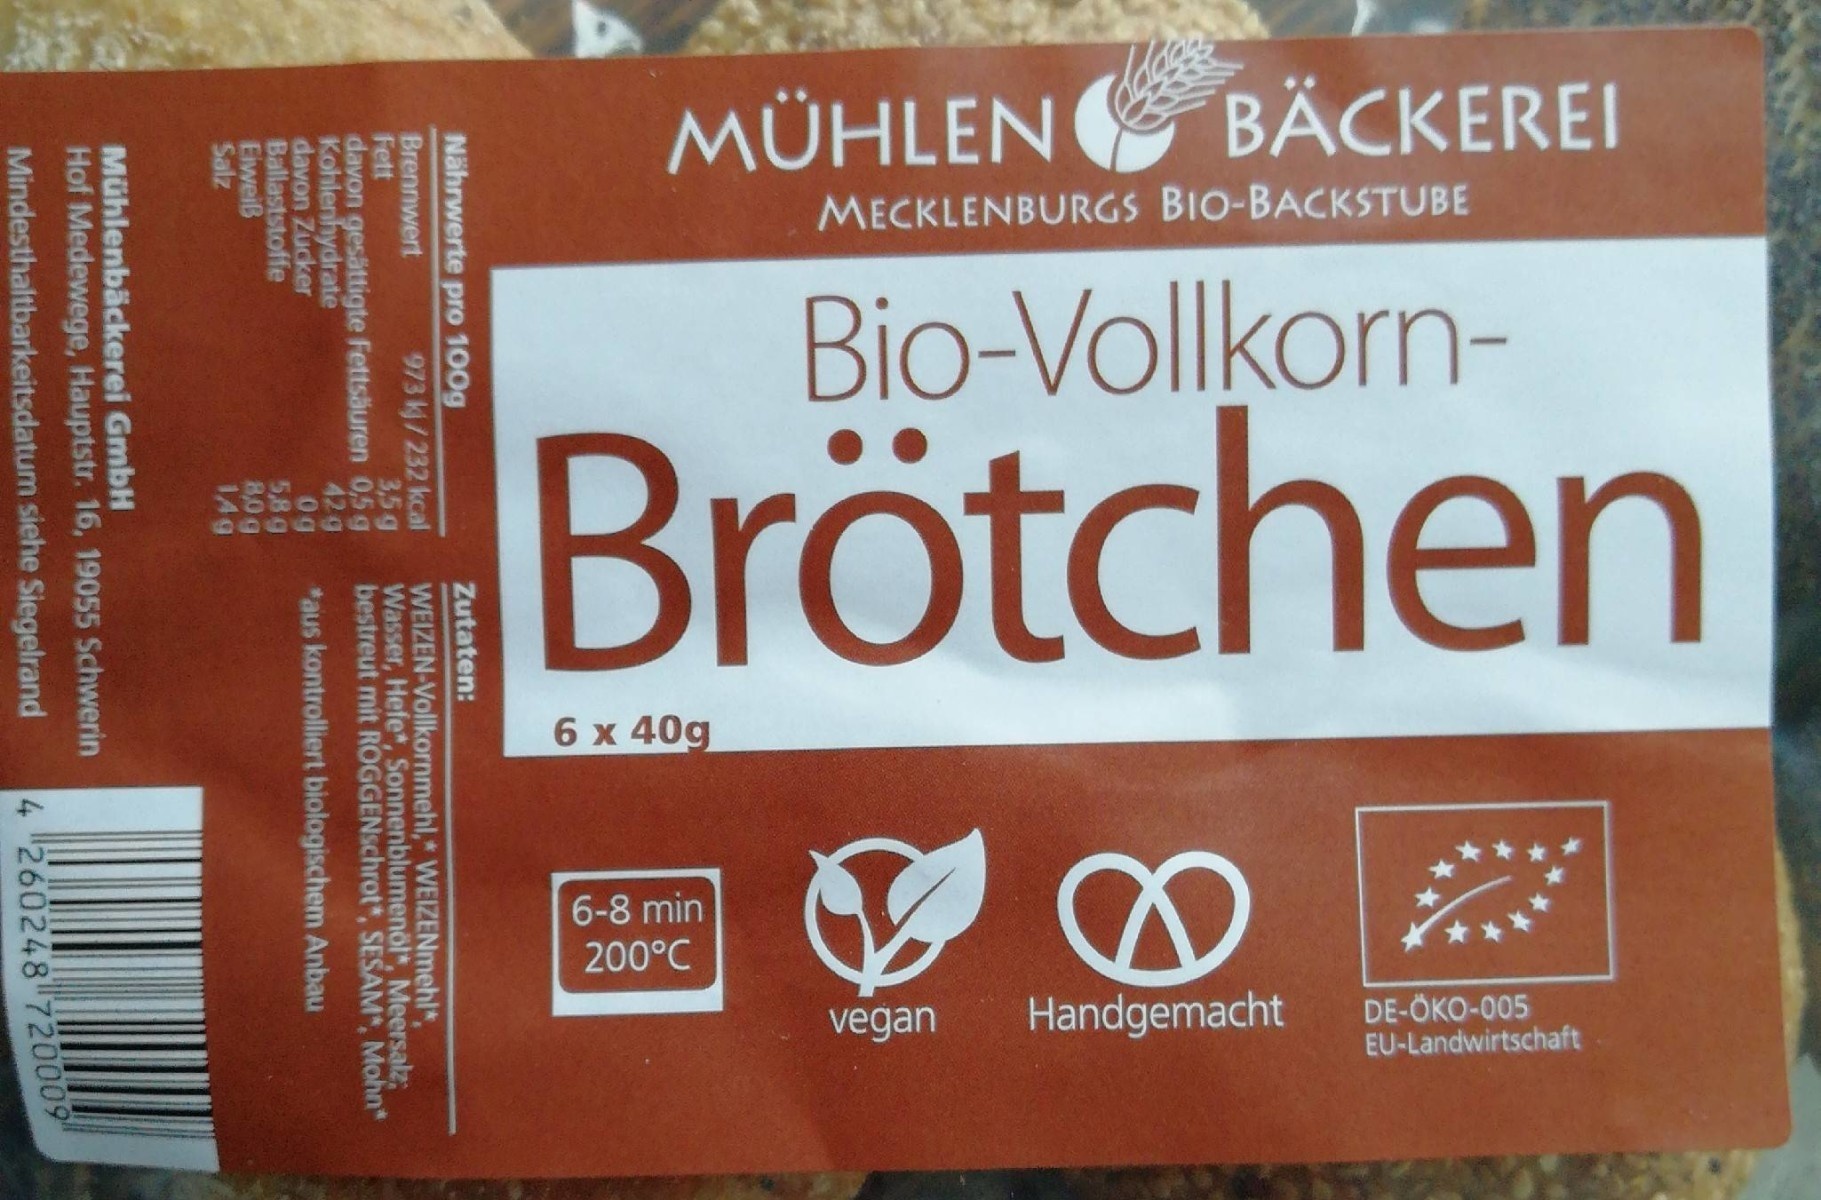 MÜHLEN BÄCKEREI
MECKLENBURGS BIO-BACKSTUBE
Bio-Vollkorn-
Brötchen
6 x 40g
6-8 min
200°C
vegan
Handgemacht
DE-ÖKO-005
EU-Landwirtschaft
Nährwerte pro 100g
Brennwert 973 kj / 232 kcal
Fett 3,5 g
davon gesättigte Fettsäuren 0,5 g
Kohlenhydrate 42 g
davon Zucker 0 g
Ballaststoffe 5,8 g
Eiweiß 8,0 g
Salz 1,4 g
Zutaten:
WEIZEN-Vollkornmehl,* WEIZENmehl*,
Wasser, Hefe*, Sonnenblumenöl*, Meersalz,
bestreut mit ROGGENschrot*, SESAM*, Mohn*
*aus kontrolliert biologischem Anbau
Mühlenbäckerei GmbH
Hof Medewege, Hauptstr. 16, 19055 Schwerin
Mindesthaltbarkeitsdatum siehe Siegelrand
4 260248 720009